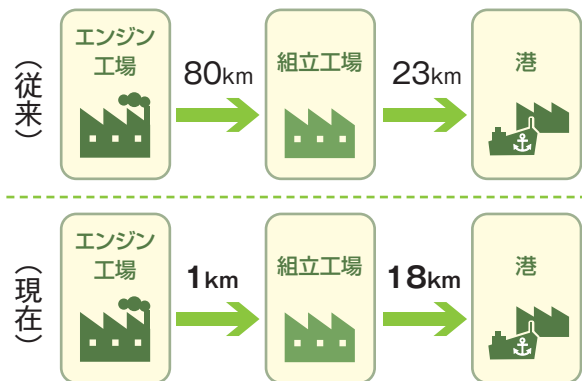 （従来）
エンジン
工場
80km
組立工場
23km
港
（現在）
エンジン
工場
1km
組立工場
18km
港